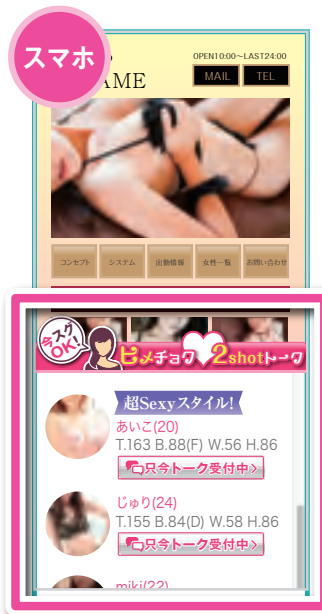 スマホ
AME
OPEN10:00~LAST24:00
MAIL
TEL
コンセプト
システム
出勤情報
女性一覧
お問い合わせ
今スグ
OK!
ヒメチョク 2shotトーク
超Sexyスタイル!
あいこ(20)
T.163 B.88(F) W.56 H.86
只今トーク受付中>
じゅり(24)
T.155 B.84(D) W.58 H.86
只今トーク受付中>
miki(22)